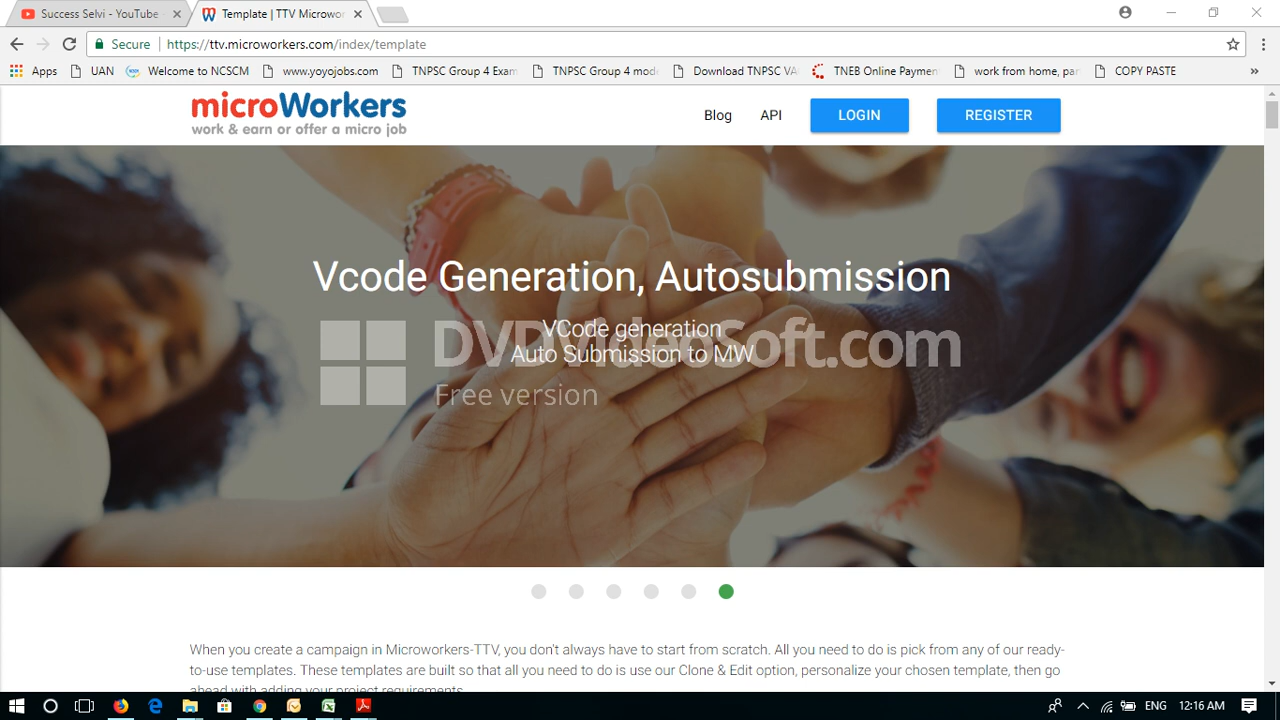 Success Selvi - YouTube
Template | TTV Microwor
Secure
https://ttv.microworkers.com/index/template
Apps
UAN
Welcome to NCSCM
www.yoyojobs.com
TNPSC Group 4 Exam
TNPSC Group 4 mod
Download TNPSC VA
TNEB Online Paymen
work from home, pa
COPY PASTE
microWorkers
work & earn or offer a micro job
Blog
API
LOGIN
REGISTER
Vcode Generation, Autosubmission
VCode generation
Auto Submission to MW
DVDVideoSoft.com
Free version
When you create a campaign in Microworkers-TTV, you don't always have to start from scratch. All you need to do is pick from any of our ready-
to-use templates. These templates are built so that all you need to do is use our Clone & Edit option, personalize your chosen template, then go
ahead with adding your project requirements.
ENG
12:16 AM